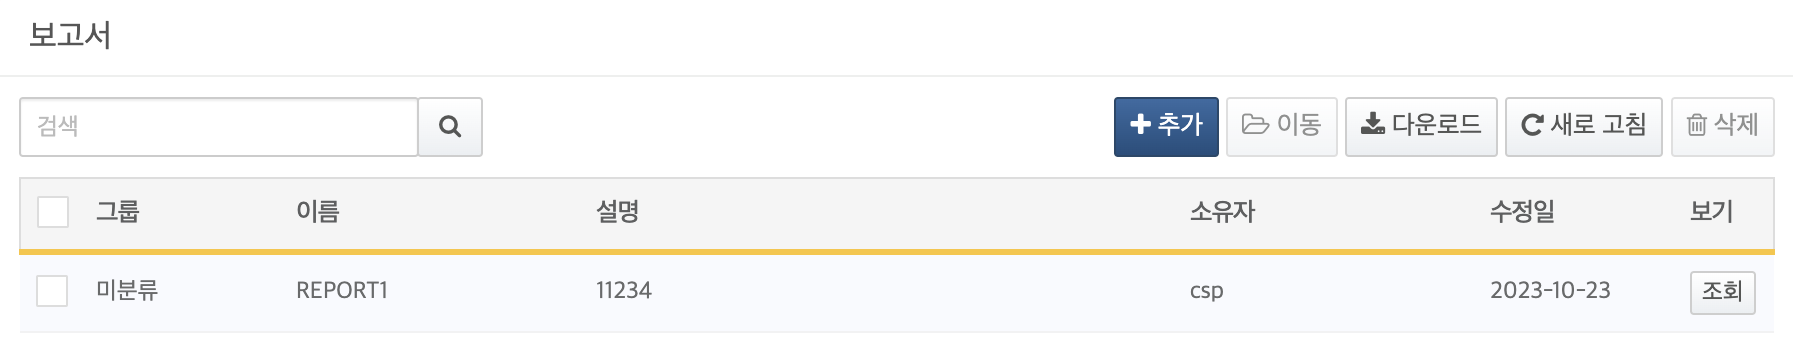 보고서
검색 추가 이동 다운로드 새로 고침 삭제
그룹 이름 설명 소유자 수정일 보기
미분류 REPORT1 11234 csp 2023-10-23 조회